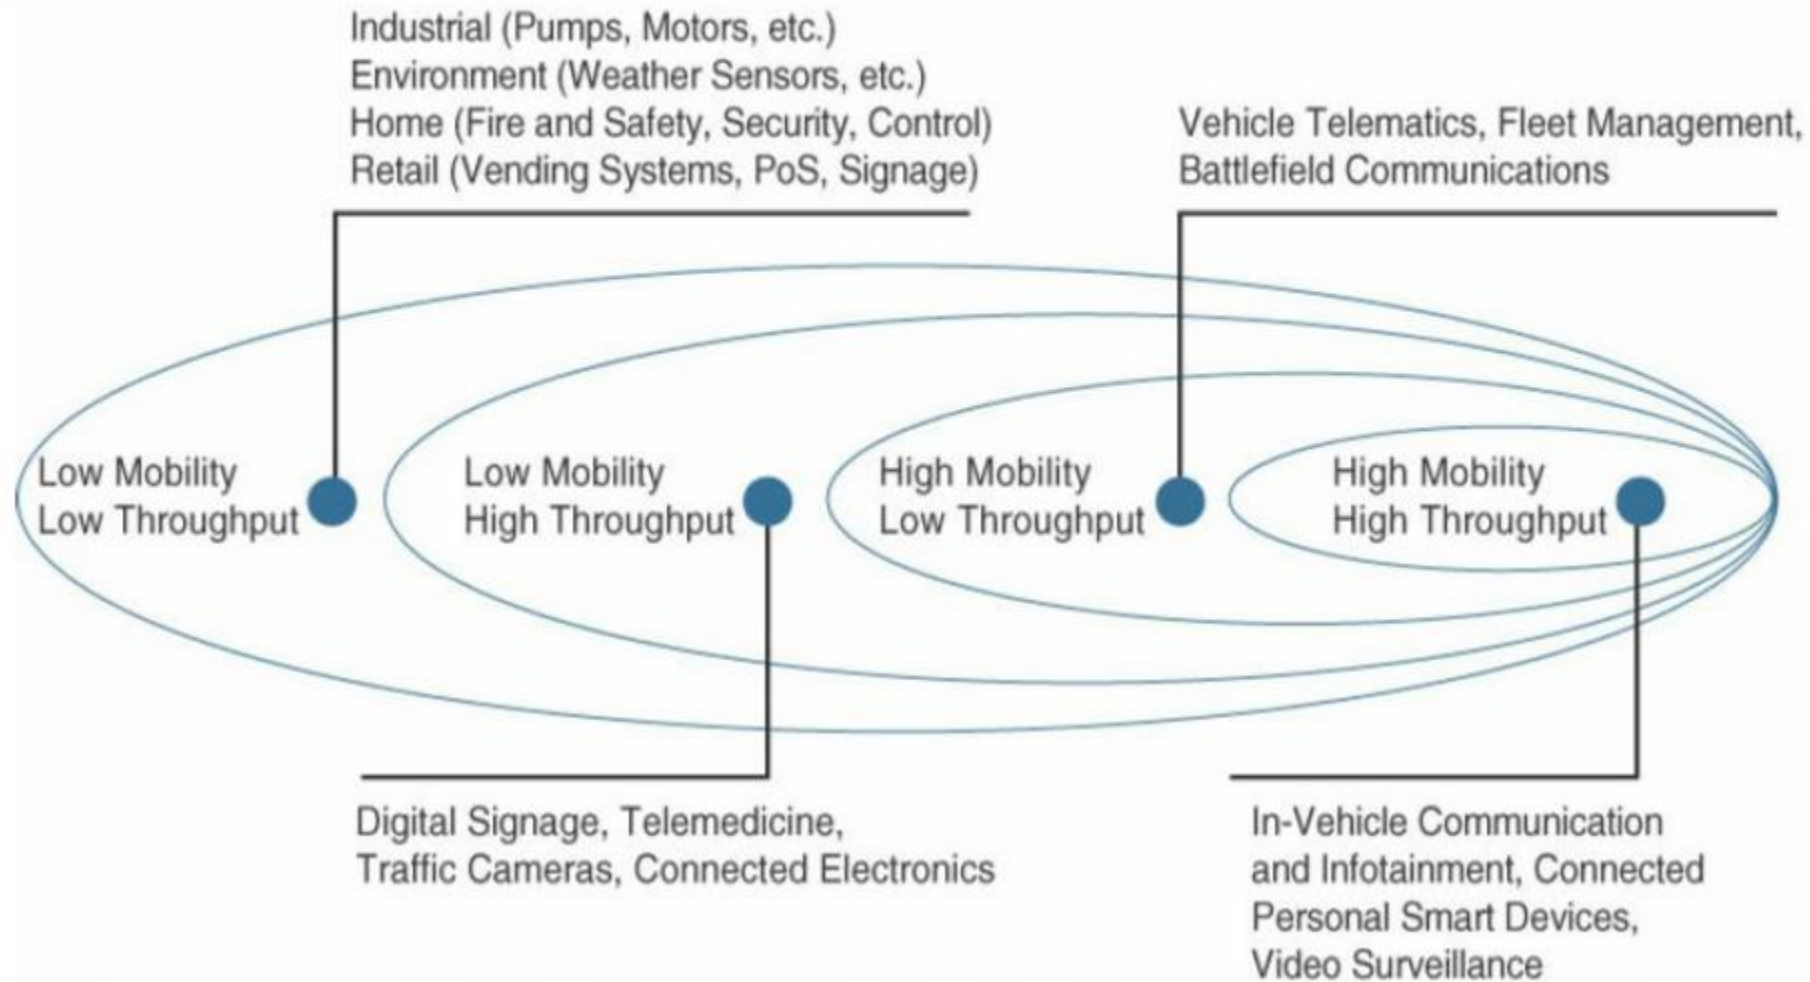 Industrial (Pumps, Motors, etc.)
Environment (Weather Sensors, etc.)
Home (Fire and Safety, Security, Control)
Retail (Vending Systems, PoS, Signage)
Vehicle Telematics, Fleet Management,
Battlefield Communications
Low Mobility
Low Throughput
Low Mobility
High Throughput
High Mobility
Low Throughput
High Mobility
High Throughput
Digital Signage, Telemedicine,
Traffic Cameras, Connected Electronics
In-Vehicle Communication
and Infotainment, Connected
Personal Smart Devices,
Video Surveillance